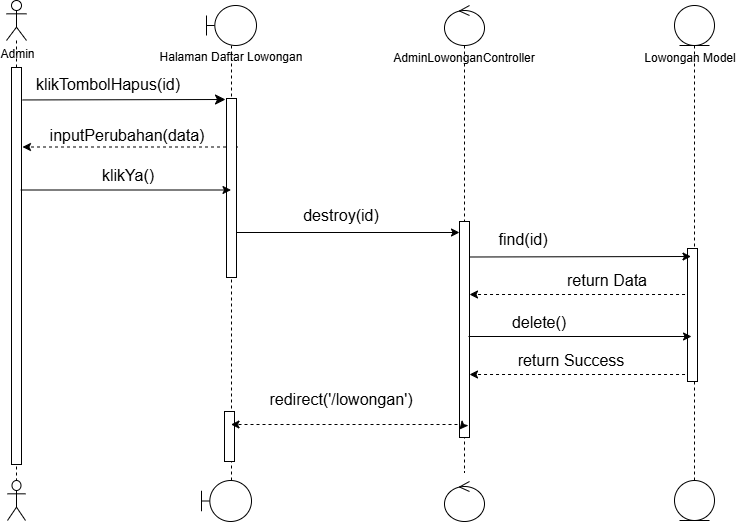 Admin
Halaman Daftar Lowongan
AdminLowonganController
Lowongan Model
klikTombolHapus(id)
inputPerubahan(data)
klikYa()
destroy(id)
find(id)
return Data
delete()
return Success
redirect('/lowongan')